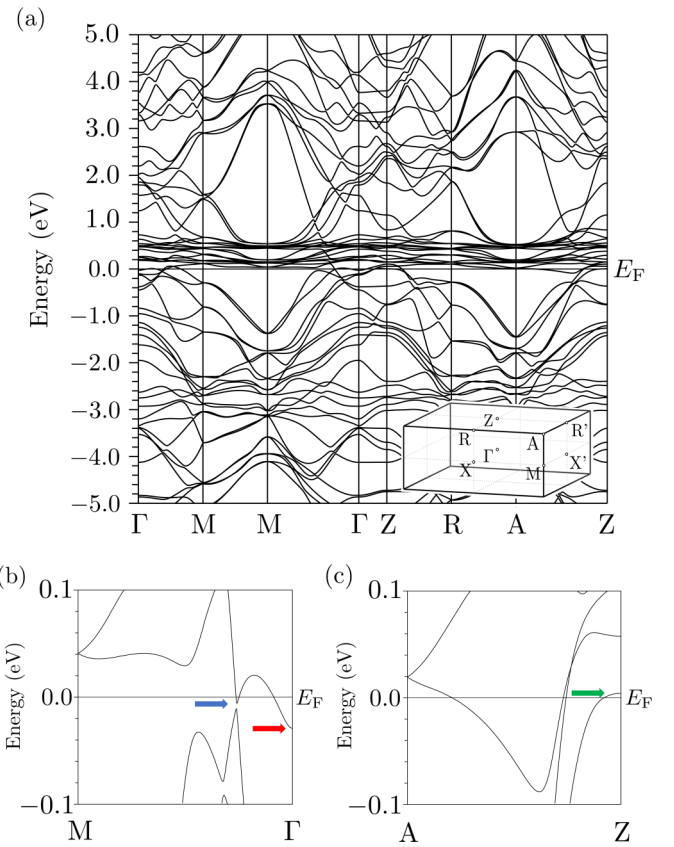 (a)
Energy (eV)
5.0
4.0
3.0
2.0
1.0
0.0
−1.0
−2.0
−3.0
−4.0
−5.0
E_F
Z
R'
R
A
Γ
X
X'
M
Γ M M Γ Z R A Z
(b)
Energy (eV)
0.1
0.0
−0.1
E_F
M Γ
(c)
Energy (eV)
0.1
0.0
−0.1
E_F
A Z